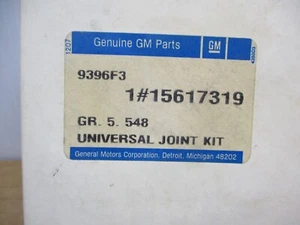 Genuine GM Parts
GM
9396F3
1#15617319
GR. 5. 548
UNIVERSAL JOINT KIT
General Motors Corporation, Detroit, Michigan 48202